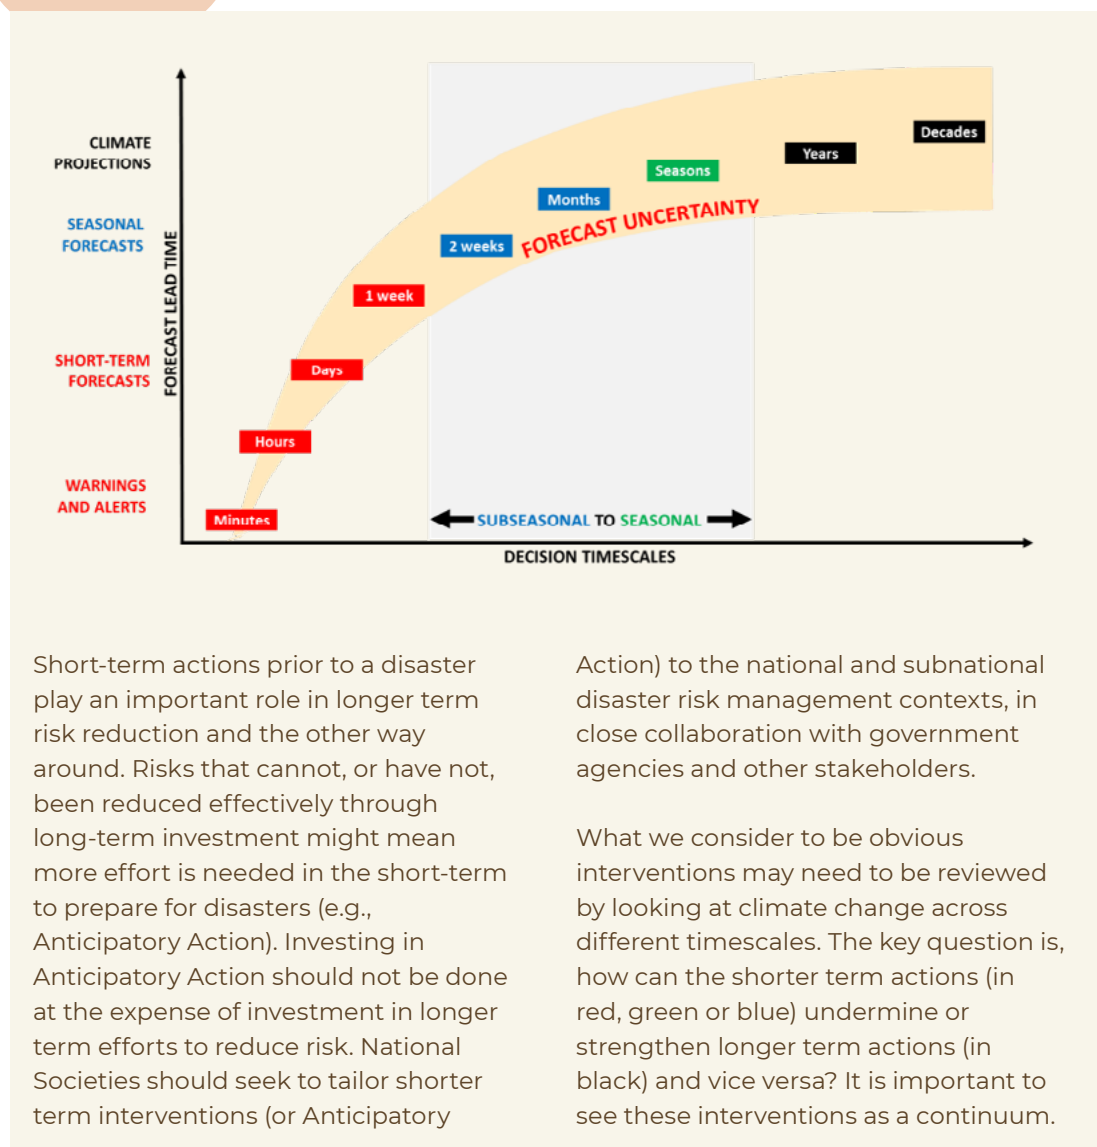 CLIMATE
PROJECTIONS
SEASONAL
FORECASTS
SHORT-TERM
FORECASTS
WARNINGS
AND ALERTS
FORECAST LEAD TIME
Decades
Years
Seasons
Months
2 weeks
FORECAST UNCERTAINTY
1 week
Days
Hours
Minutes
SUBSEASONAL TO SEASONAL
DECISION TIMESCALES
Short-term actions prior to a disaster
play an important role in longer term
risk reduction and the other way
around. Risks that cannot, or have not,
been reduced effectively through
long-term investment might mean
more effort is needed in the short-term
to prepare for disasters (e.g.,
Anticipatory Action). Investing in
Anticipatory Action should not be done
at the expense of investment in longer
term efforts to reduce risk. National
Societies should seek to tailor shorter
term interventions (or Anticipatory
Action) to the national and subnational
disaster risk management contexts, in
close collaboration with government
agencies and other stakeholders.
What we consider to be obvious
interventions may need to be reviewed
by looking at climate change across
different timescales. The key question is,
how can the shorter term actions (in
red, green or blue) undermine or
strengthen longer term actions (in
black) and vice versa? It is important to
see these interventions as a continuum.